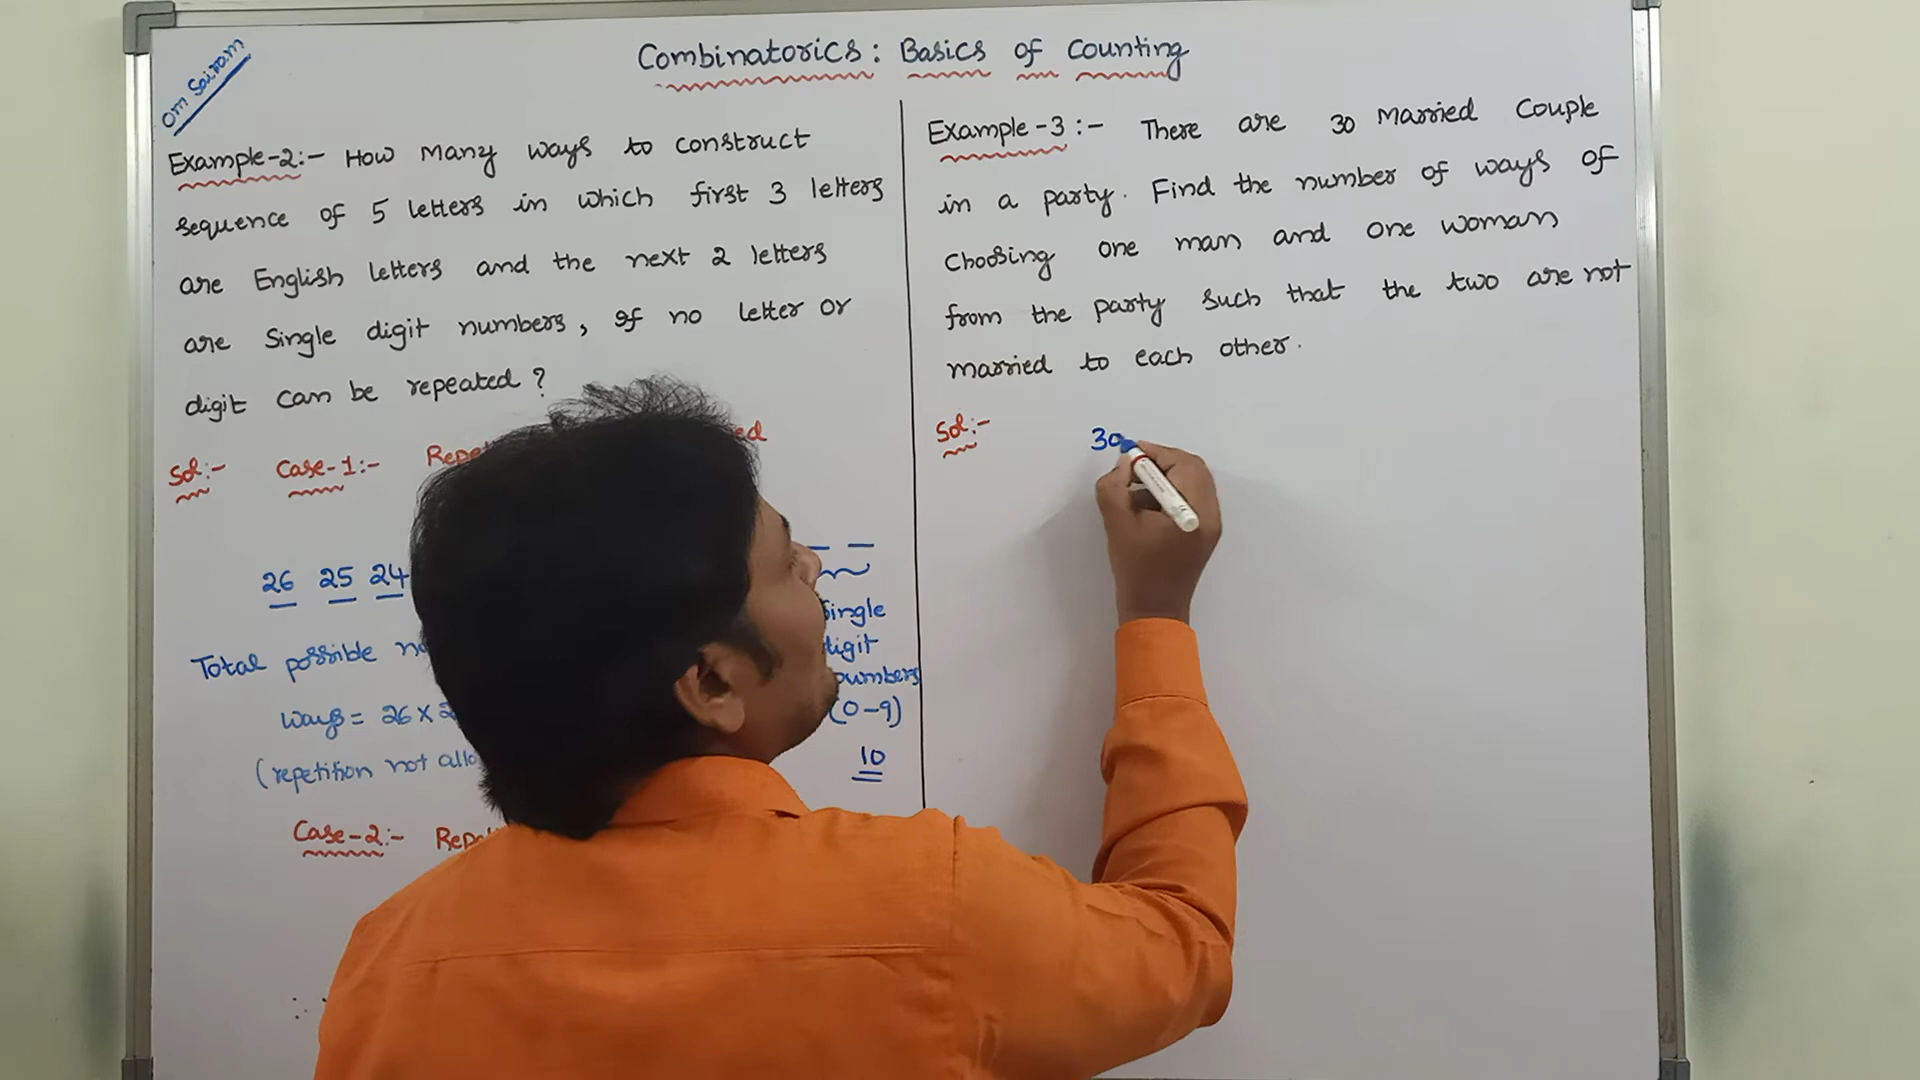 Om Sairam
Combinatorics: Basics of Counting
Example-2:- How many ways to construct
sequence of 5 letters in which first 3 letters
are English letters and the next 2 letters
are Single digit numbers, if no letter or
digit can be repeated?
Sol:- Case-1:-
26 25 24
Single
digit
numbers
Total possible
ways = 26 X
(0-9)
(repetition not
10
Case-2:-
Example-3:- There are 30 Married Couple
in a party. Find the number of ways of
choosing one man and one woman
from the party such that the two are not
married to each other.
Sol:- 30